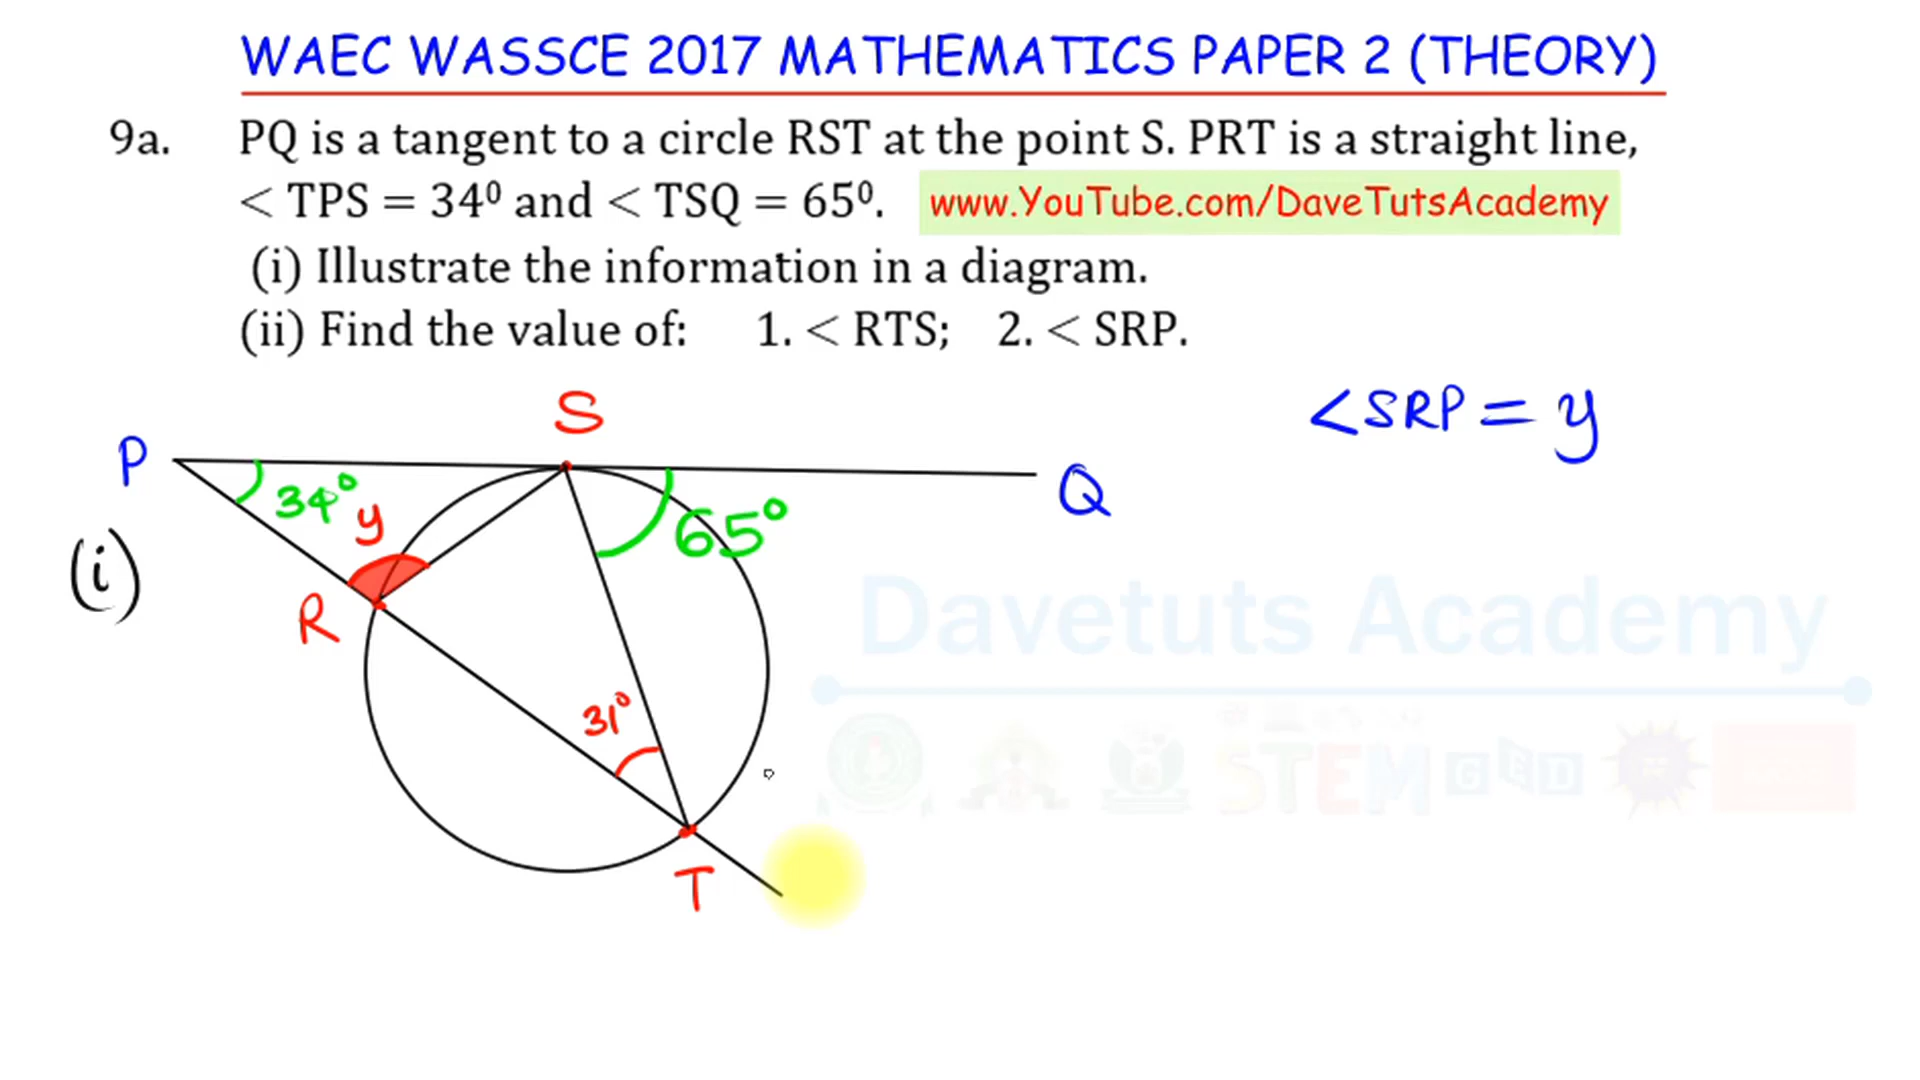 WAEC WASSCE 2017 MATHEMATICS PAPER 2 (THEORY)
9a. PQ is a tangent to a circle RST at the point S. PRT is a straight line,
< TPS = 34⁰ and < TSQ = 65⁰. www.YouTube.com/DaveTutsAcademy
(i) Illustrate the information in a diagram.
(ii) Find the value of: 1. < RTS; 2. < SRP.
<SRP = y
S
P
Q
34°
y
65°
(i)
R
31°
T
Davetuts Academy
STEM GED